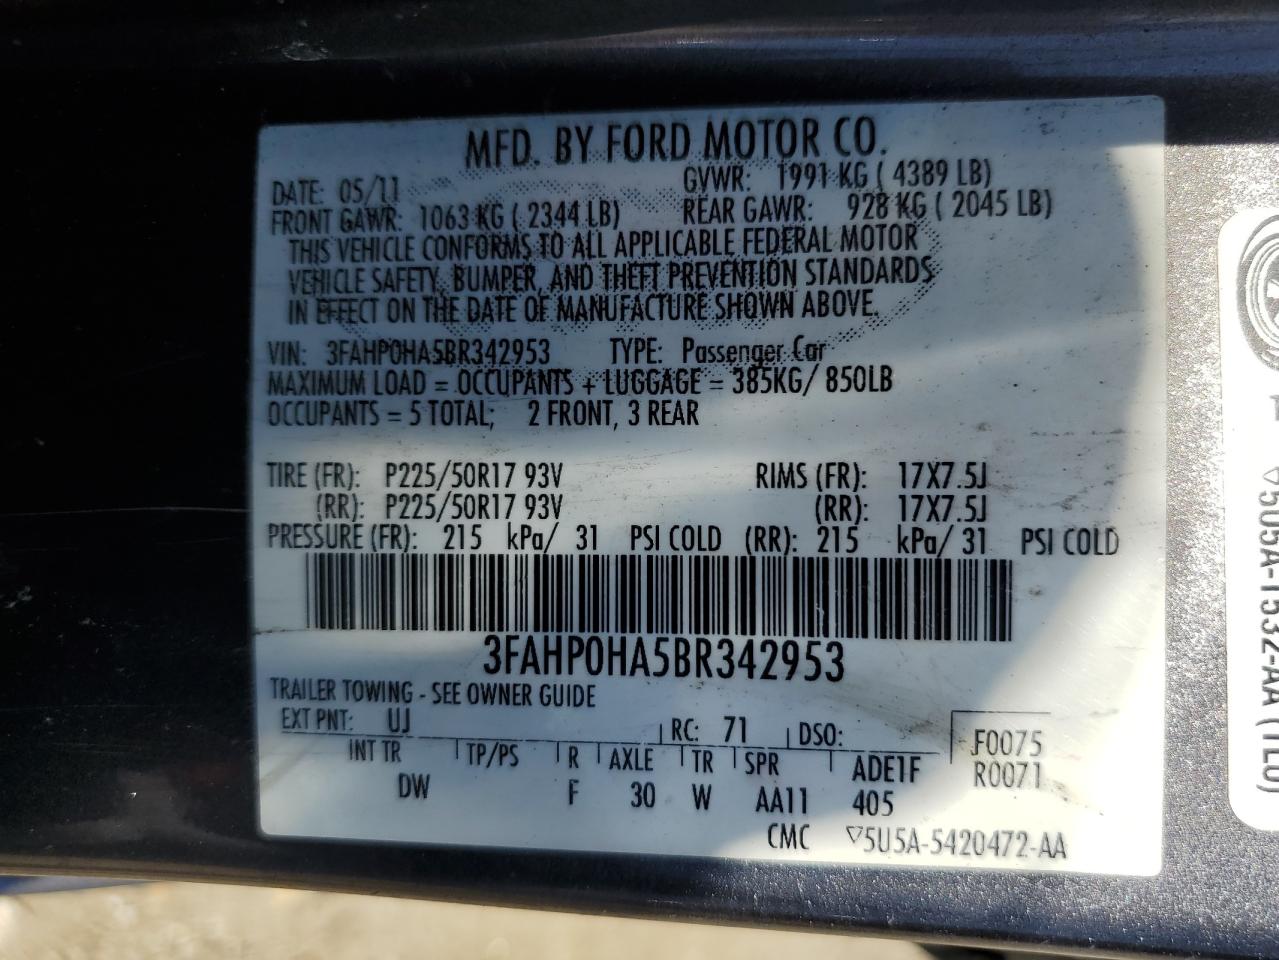 MFD. BY FORD MOTOR CO.
DATE: 05/11 GVWR: 1991 KG ( 4389 LB)
FRONT GAWR: 1063 KG ( 2344 LB) REAR GAWR: 928 KG ( 2045 LB)
THIS VEHICLE CONFORMS TO ALL APPLICABLE FEDERAL MOTOR
VEHICLE SAFETY, BUMPER, AND THEFT PREVENTION STANDARDS
IN EFFECT ON THE DATE OF MANUFACTURE SHOWN ABOVE.
VIN: 3FAHP0HA5BR342953 TYPE: Passenger Car
MAXIMUM LOAD = OCCUPANTS + LUGGAGE = 385KG/ 850LB
OCCUPANTS = 5 TOTAL; 2 FRONT, 3 REAR
TIRE (FR): P225/50R17 93V RIMS (FR): 17X7.5J
(RR): P225/50R17 93V (RR): 17X7.5J
PRESSURE (FR): 215 kPa/ 31 PSI COLD (RR): 215 kPa/ 31 PSI COLD
3FAHP0HA5BR342953
TRAILER TOWING - SEE OWNER GUIDE
EXT PNT: UJ RC: 71 DSO: F0075
INT TR TP/PS R AXLE TR SPR ADE1F R0071
DW F 30 W AA11 405
CMC ▽5U5A-5420472-AA
▽5U5A-1532-AA (TL6)